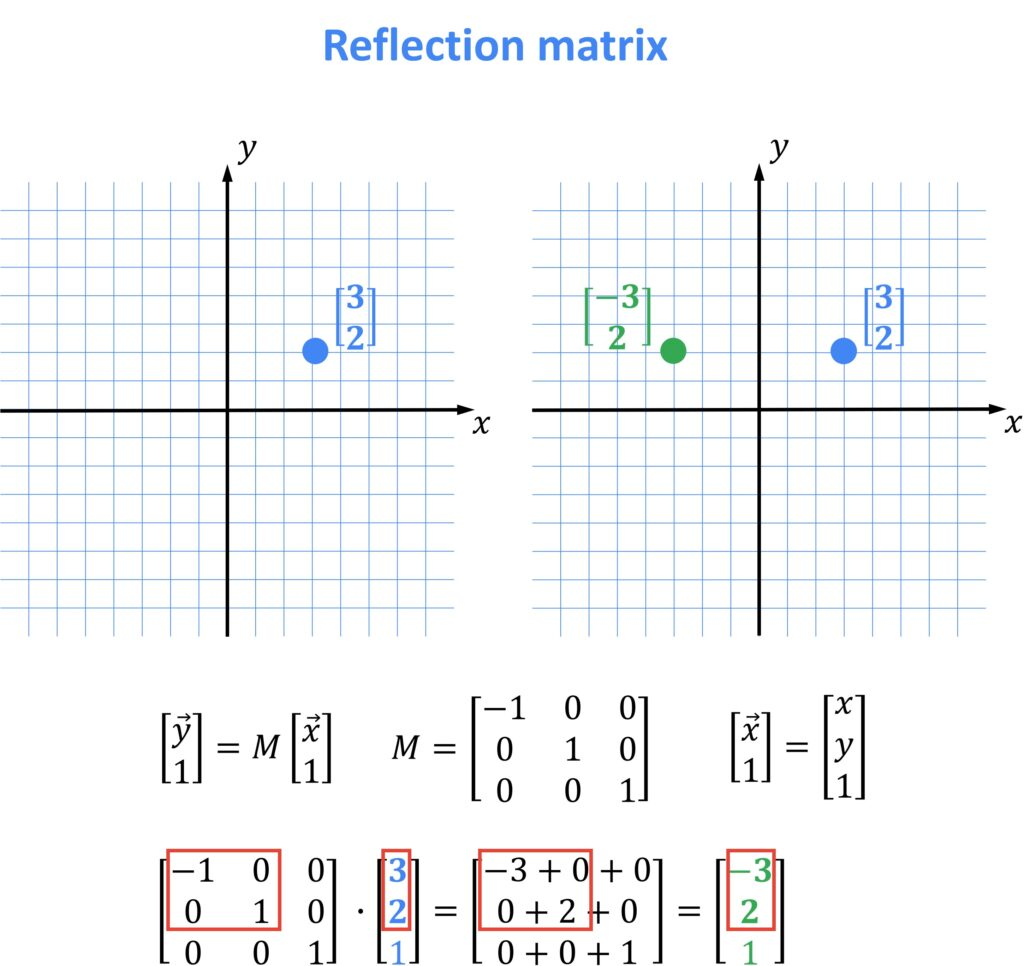 Reflection matrix
y
y
[3
2]
x
[−3
2]
[3
2]
x
[y⃗
1] = M [x⃗
1]
M = [−1 0 0
0 1 0
0 0 1]
[x⃗
1] = [x
y
1]
[−1 0 0
0 1 0
0 0 1] · [3
2
1] = [−3 + 0 + 0
0 + 2 + 0
0 + 0 + 1] = [−3
2
1]